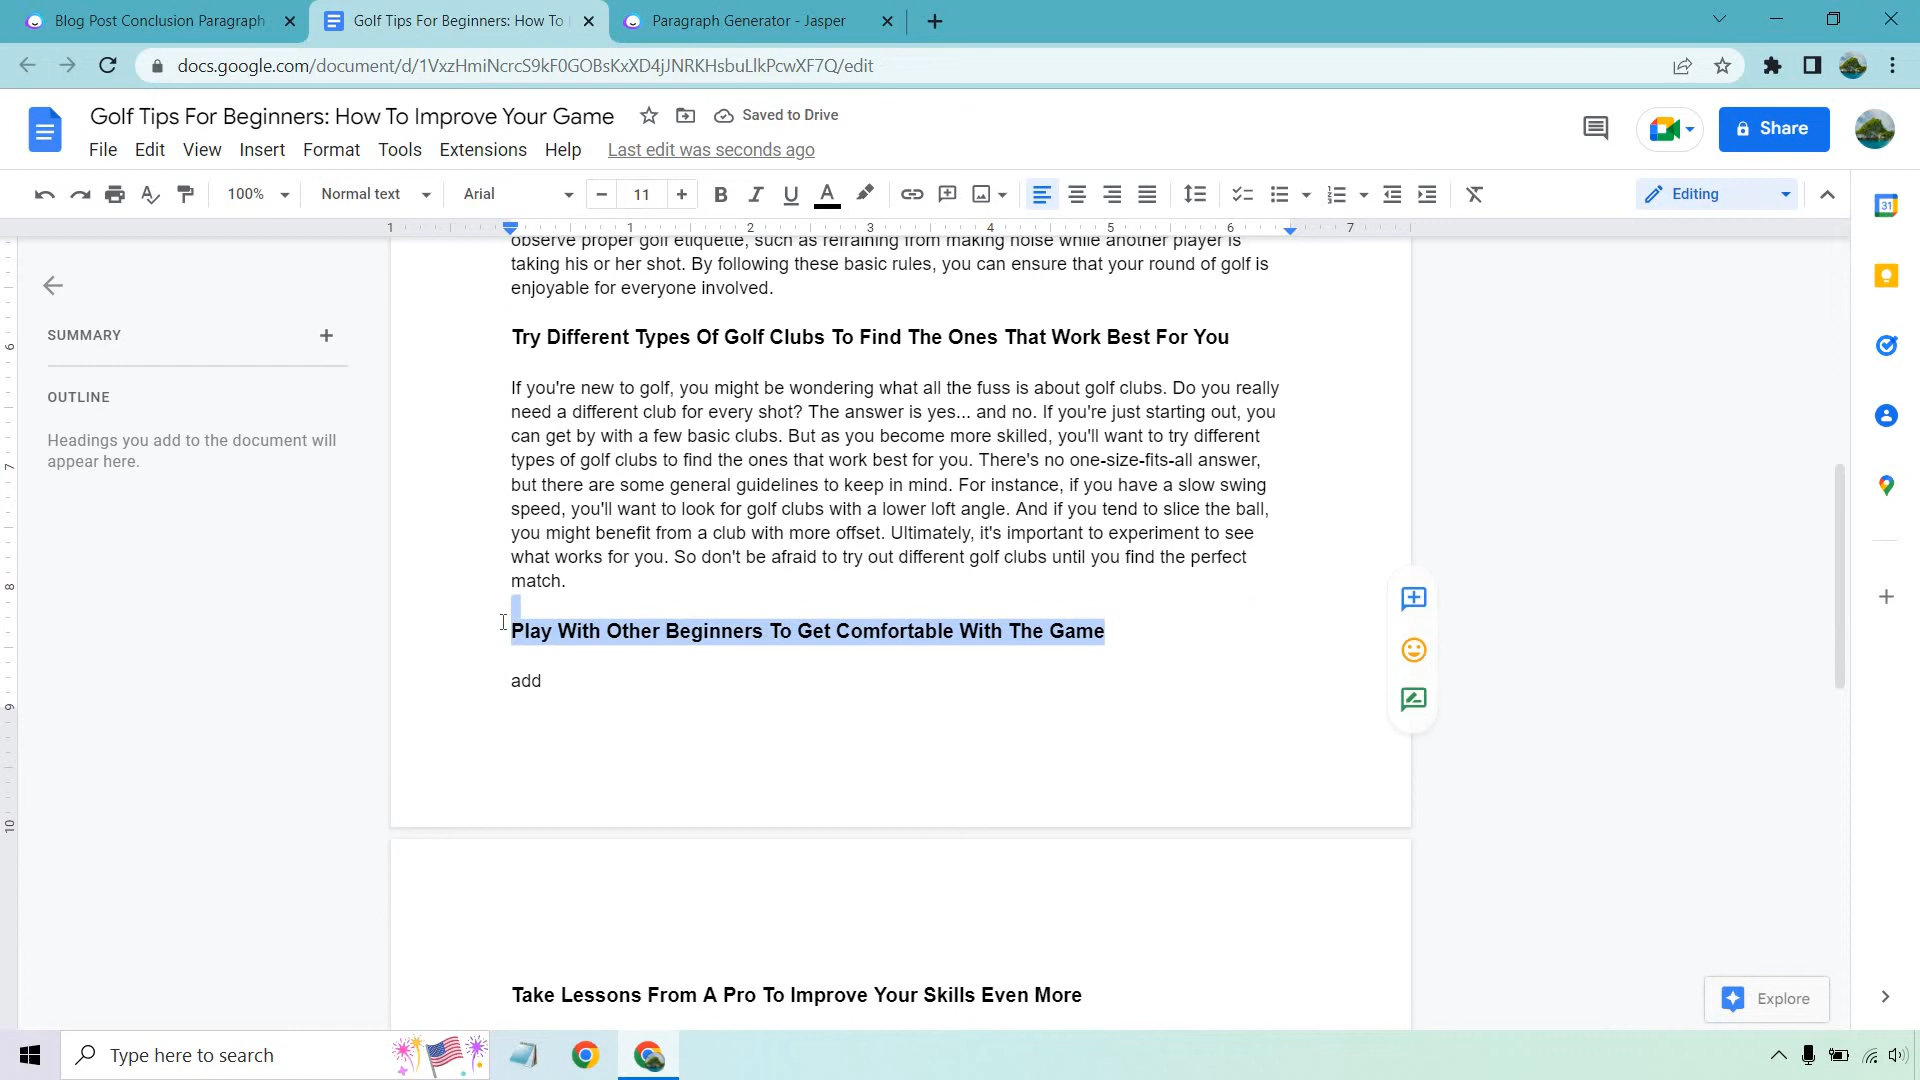 Blog Post Conclusion Paragraph
Golf Tips For Beginners: How To
Paragraph Generator - Jasper
docs.google.com/document/d/1VxzHmiNcrcS9kF0GOBsKxXD4jJNRKHsbuLlkPcwXF7Q/edit
Golf Tips For Beginners: How To Improve Your Game
Saved to Drive
Share
File Edit View Insert Format Tools Extensions Help Last edit was seconds ago
100% Normal text Arial 11 Editing
31
1 1 2 3 4 5 6 7
6
7
8
9
10
SUMMARY
OUTLINE
Headings you add to the document will
appear here.
observe proper golf etiquette, such as refraining from making noise while another player is
taking his or her shot. By following these basic rules, you can ensure that your round of golf is
enjoyable for everyone involved.
Try Different Types Of Golf Clubs To Find The Ones That Work Best For You
If you're new to golf, you might be wondering what all the fuss is about golf clubs. Do you really
need a different club for every shot? The answer is yes... and no. If you're just starting out, you
can get by with a few basic clubs. But as you become more skilled, you'll want to try different
types of golf clubs to find the ones that work best for you. There's no one-size-fits-all answer,
but there are some general guidelines to keep in mind. For instance, if you have a slow swing
speed, you'll want to look for golf clubs with a lower loft angle. And if you tend to slice the ball,
you might benefit from a club with more offset. Ultimately, it's important to experiment to see
what works for you. So don't be afraid to try out different golf clubs until you find the perfect
match.
Play With Other Beginners To Get Comfortable With The Game
add
Take Lessons From A Pro To Improve Your Skills Even More
Explore
Type here to search